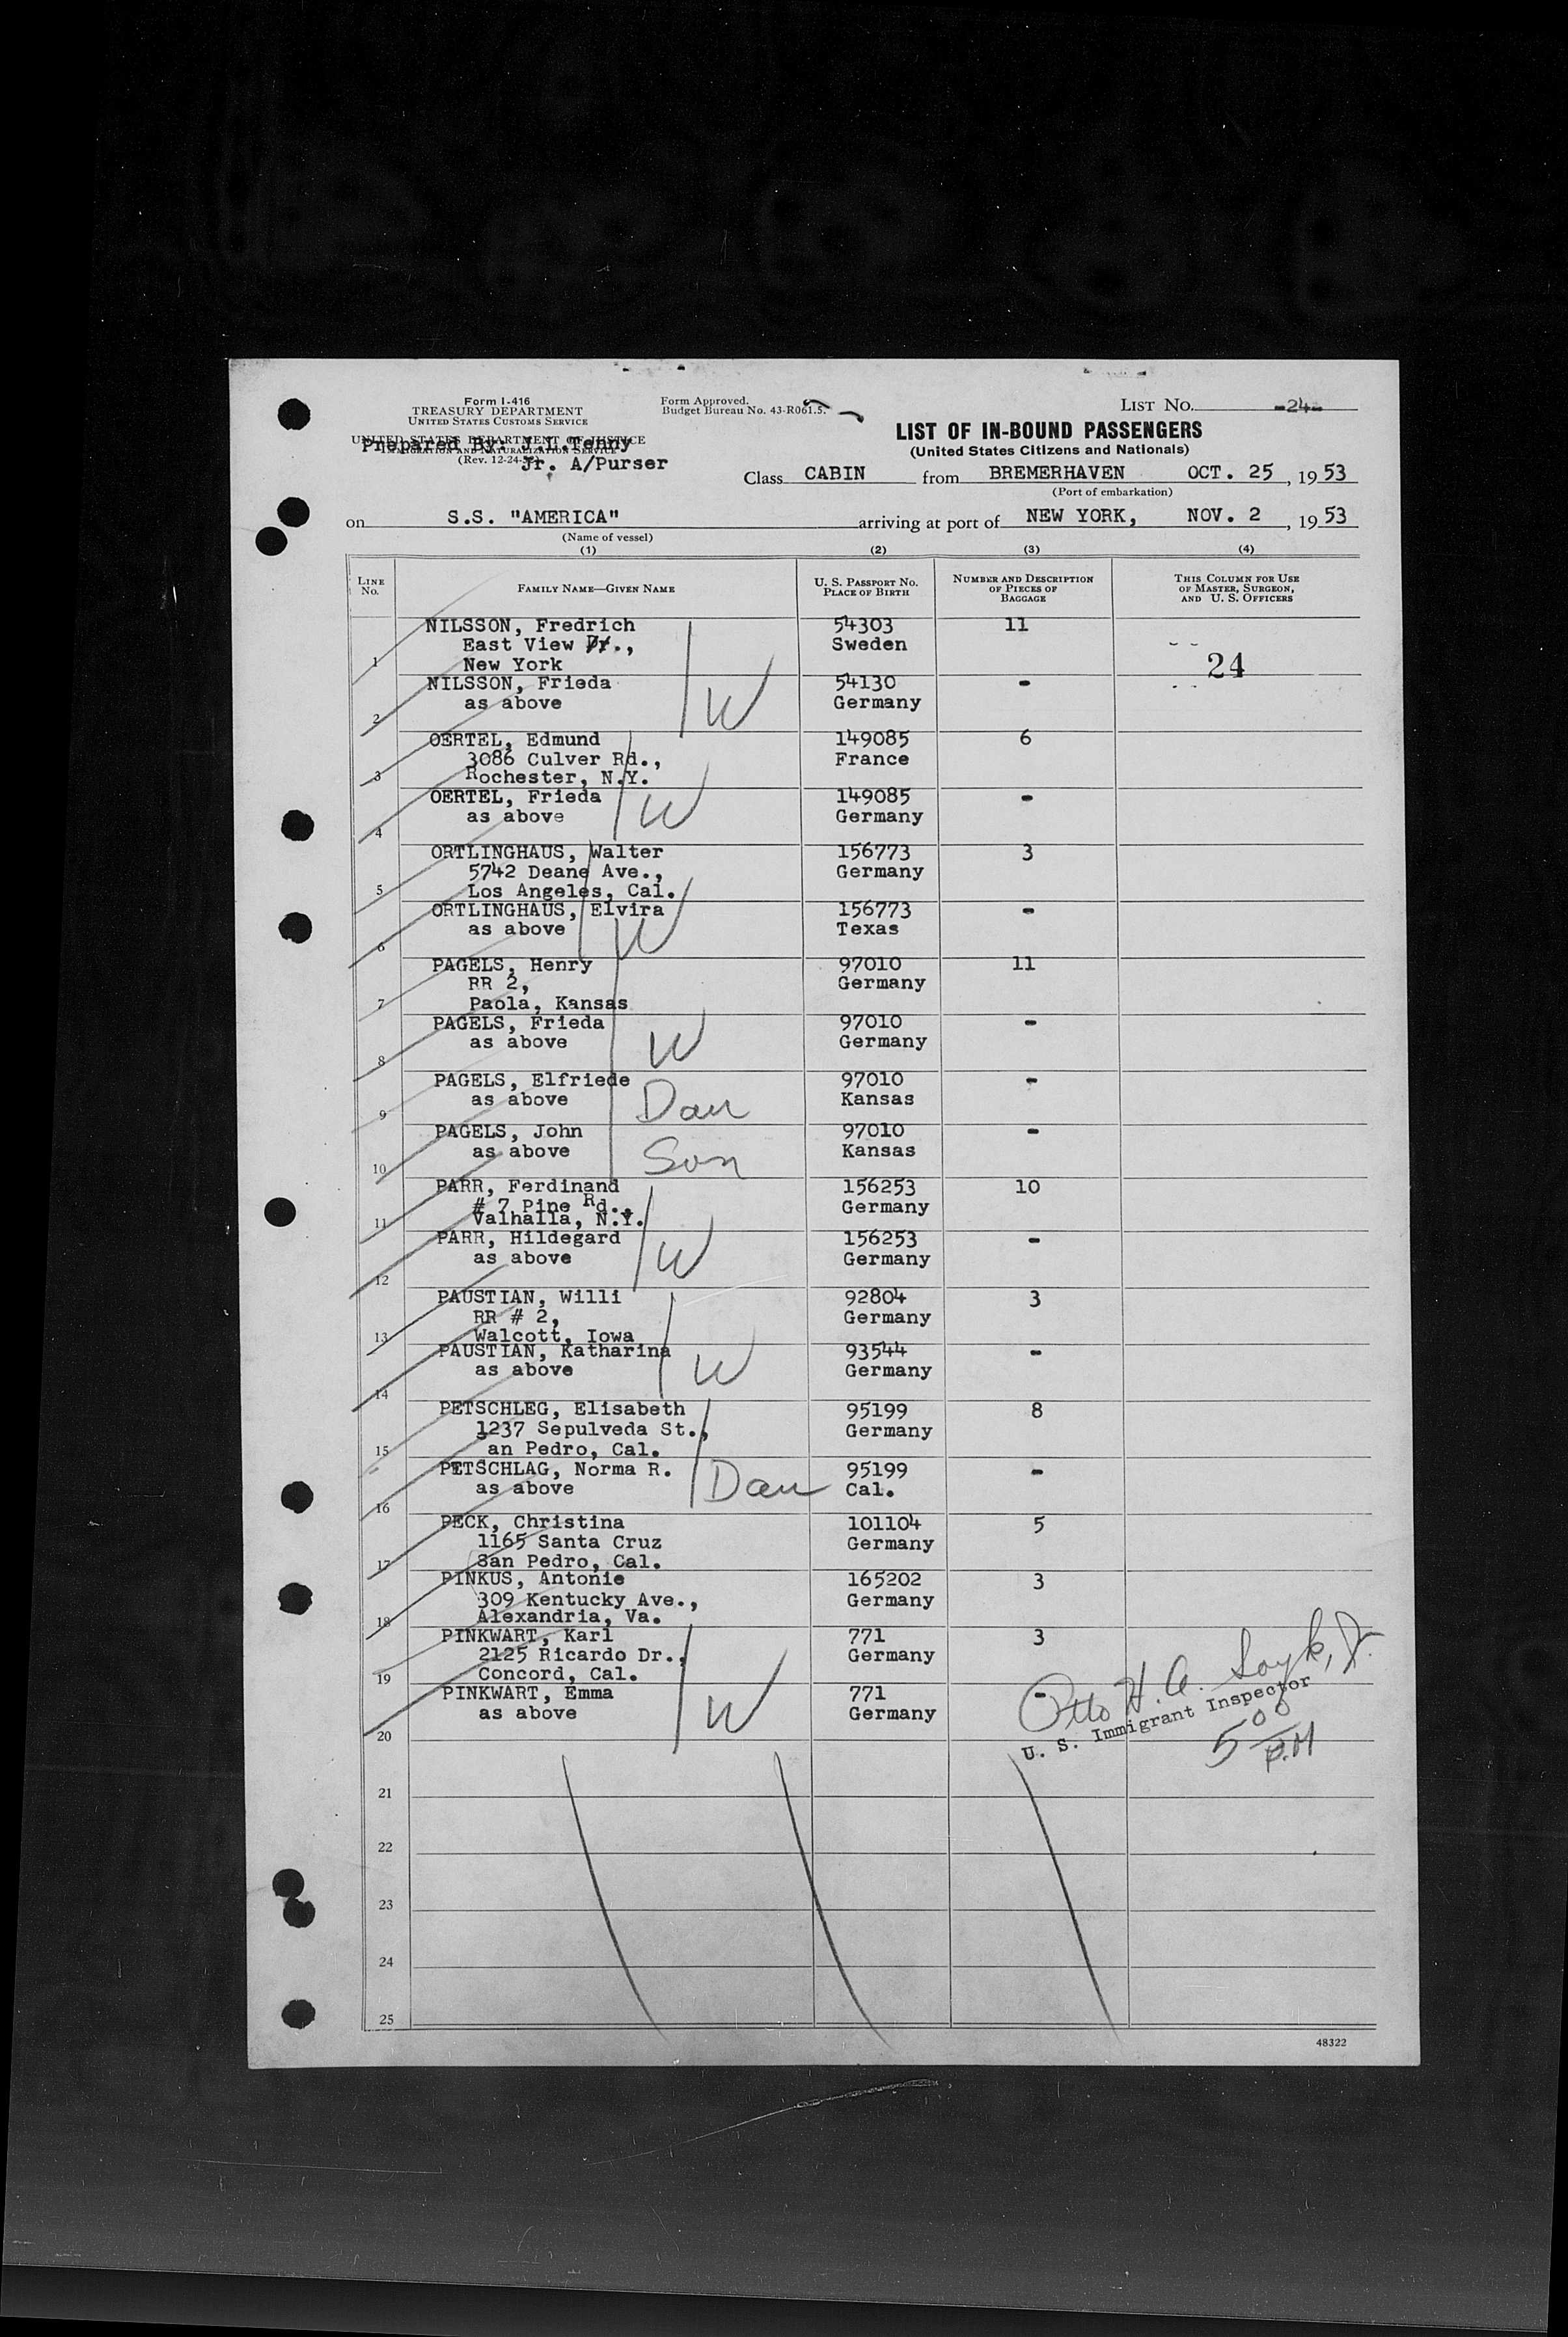 Form I-416
TREASURY DEPARTMENT
UNITED STATES CUSTOMS SERVICE
UNITED STATES DEPARTMENT OF JUSTICE
IMMIGRATION AND NATURALIZATION SERVICE
(Rev. 12-24-
Prepared By: J.L.Tenny
Jr. A/Purser
Form Approved.
Budget Bureau No. 43-R061.5.
LIST NO. -24-
LIST OF IN-BOUND PASSENGERS
(United States Citizens and Nationals)
Class CABIN from BREMERHAVEN OCT. 25, 1953
(Port of embarkation)
on S.S. "AMERICA" arriving at port of NEW YORK, NOV. 2, 1953
(Name of vessel)
(1) (2) (3) (4)
LINE NO. FAMILY NAME—GIVEN NAME U. S. PASSPORT NO. PLACE OF BIRTH NUMBER AND DESCRIPTION OF PIECES OF BAGGAGE THIS COLUMN FOR USE OF MASTER, SURGEON, AND U. S. OFFICERS
NILSSON, Fredrich 54303 11
East View Dr., Sweden
1 New York 24
NILSSON, Frieda 54130 -
as above W Germany
2
OERTEL, Edmund 149085 6
3086 Culver Rd., France
3 Rochester, N.Y.
OERTEL, Frieda 149085 -
as above W Germany
4
ORTLINGHAUS, Walter 156773 3
5742 Deane Ave., Germany
5 Los Angeles, Cal.
ORTLINGHAUS, Elvira 156773 -
as above W Texas
6
PAGELS, Henry 97010 11
RR 2, Germany
7 Paola, Kansas
PAGELS, Frieda 97010 -
as above W Germany
8
PAGELS, Elfriede 97010 -
as above Dau Kansas
9
PAGELS, John 97010 -
as above Son Kansas
10
PARR, Ferdinand 156253 10
# 7 Pine Rd., Germany
11 Valhalla, N.Y.
PARR, Hildegard 156253 -
as above W Germany
12
PAUSTIAN, Willi 92804 3
RR # 2, Germany
13 Walcott, Iowa
PAUSTIAN, Katharina 93544 -
as above W Germany
14
PETSCHLEG, Elisabeth 95199 8
1237 Sepulveda St., Germany
15 an Pedro, Cal.
PETSCHLAG, Norma R. 95199 -
as above Dau Cal.
16
PECK, Christina 101104 5
1165 Santa Cruz Germany
17 San Pedro, Cal.
PINKUS, Antonie 165202 3
309 Kentucky Ave., Germany
18 Alexandria, Va.
PINKWART, Karl 771 3
2125 Ricardo Dr., Germany
19 Concord, Cal.
PINKWART, Emma 771 -
as above W Germany
20
Otto H. A. Jr.
U. S. Immigrant Inspector
5 00 P.M
21
22
23
24
25
48322